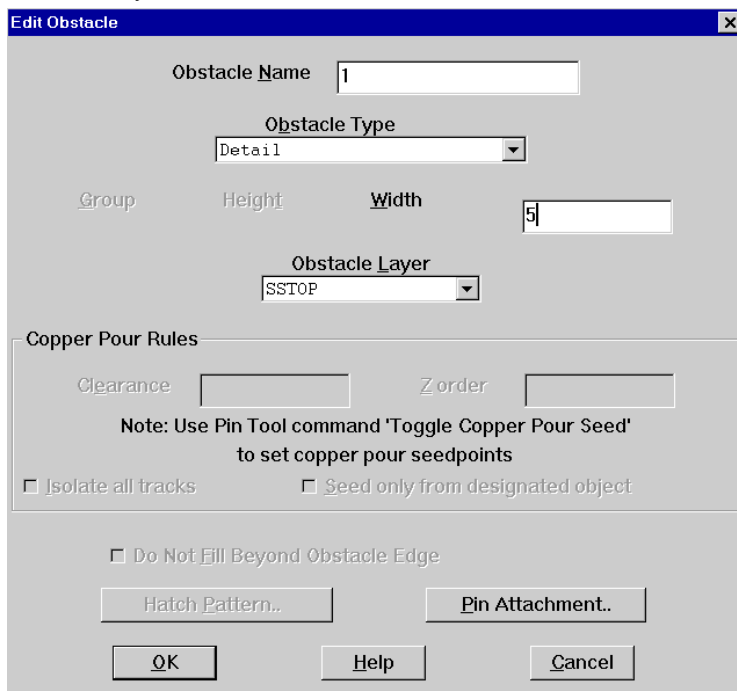 Edit Obstacle
Obstacle Name 1
Obstacle Type
Detail
Group Height Width 5
Obstacle Layer
SSTOP
Copper Pour Rules
Clearance Z order
Note: Use Pin Tool command 'Toggle Copper Pour Seed'
to set copper pour seedpoints
Isolate all tracks Seed only from designated object
Do Not Fill Beyond Obstacle Edge
Hatch Pattern.. Pin Attachment..
OK Help Cancel